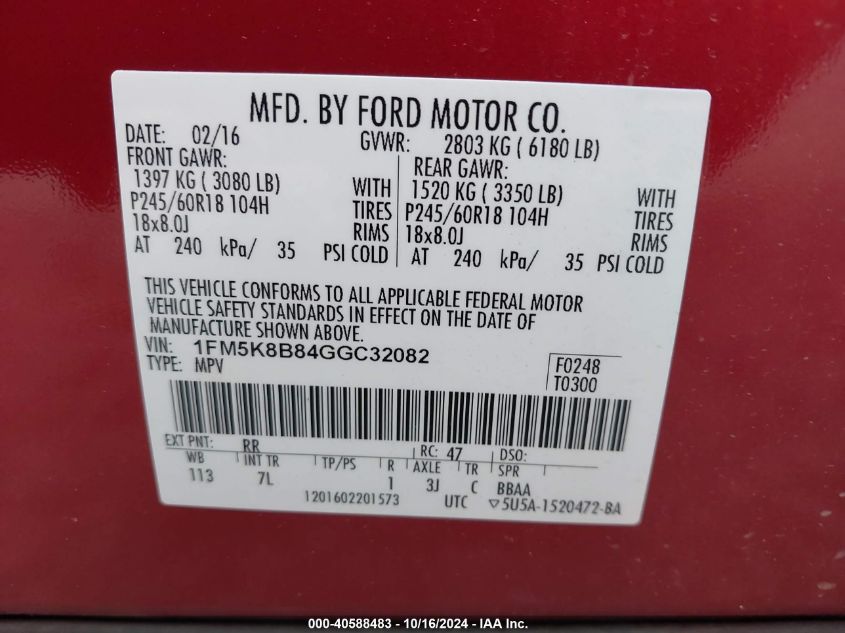 MFD. BY FORD MOTOR CO.
DATE: 02/16 GVWR: 2803 KG ( 6180 LB)
FRONT GAWR: REAR GAWR:
1397 KG ( 3080 LB) WITH 1520 KG ( 3350 LB) WITH
P245/60R18 104H TIRES P245/60R18 104H TIRES
18x8.0J RIMS 18x8.0J RIMS
AT 240 kPa/ 35 PSI COLD AT 240 kPa/ 35 PSI COLD
THIS VEHICLE CONFORMS TO ALL APPLICABLE FEDERAL MOTOR
VEHICLE SAFETY STANDARDS IN EFFECT ON THE DATE OF
MANUFACTURE SHOWN ABOVE.
VIN: 1FM5K8B84GGC32082
TYPE: MPV
F0248
T0300
EXT PNT: RR RC: 47 DSO:
WB INT TR TP/PS R AXLE TR SPR
113 7L 1 3J C BBAA
1201602201573 UTC ▽5U5A-1520472-BA
000-40588483 - 10/16/2024 - IAA Inc.